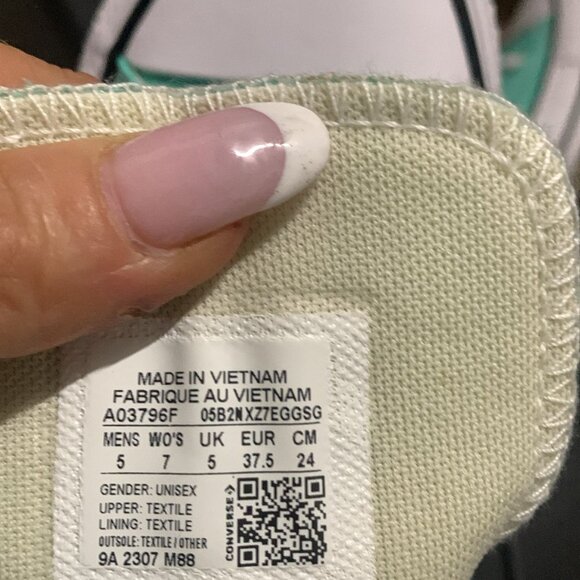 MADE IN VIETNAM
FABRIQUE AU VIETNAM
A03796F 05B2NXZ7EGGSG
MENS WO'S UK EUR CM
5 7 5 37.5 24
GENDER: UNISEX
UPPER: TEXTILE
LINING: TEXTILE
OUTSOLE: TEXTILE / OTHER
9A 2307 M88
CONVERSE